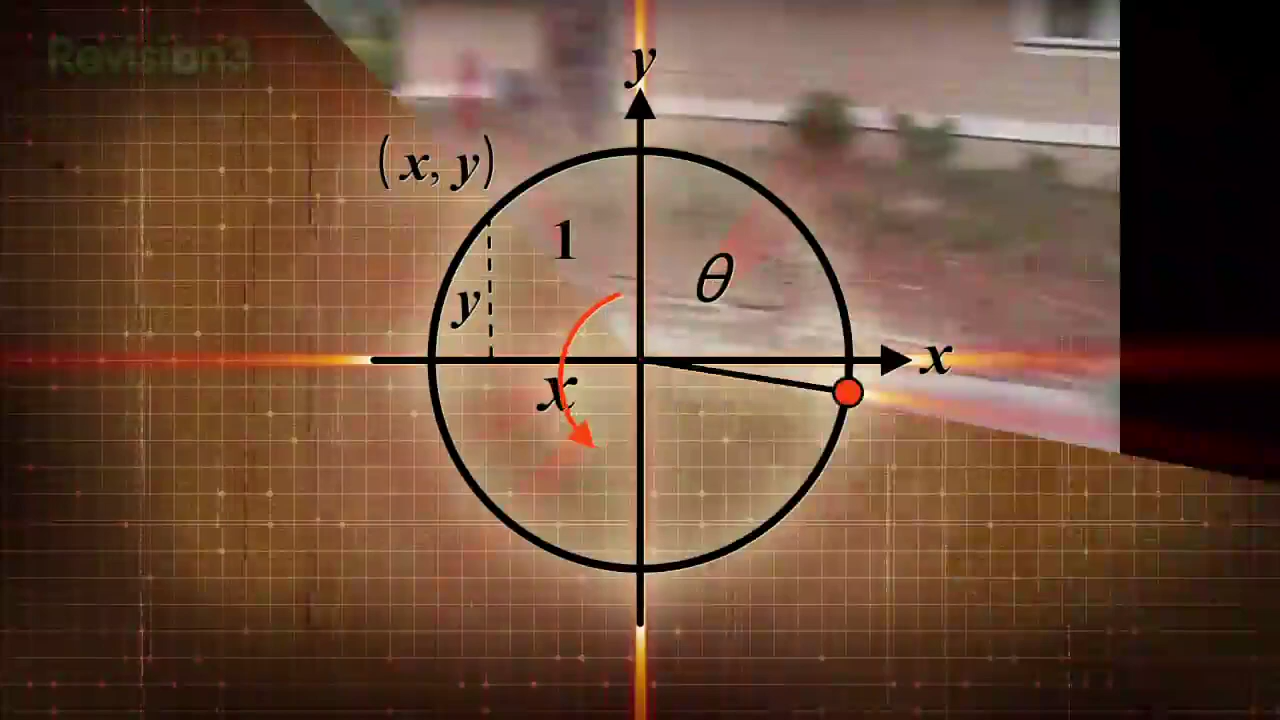 Revision3
y
(x, y)
1
θ
y
x
x